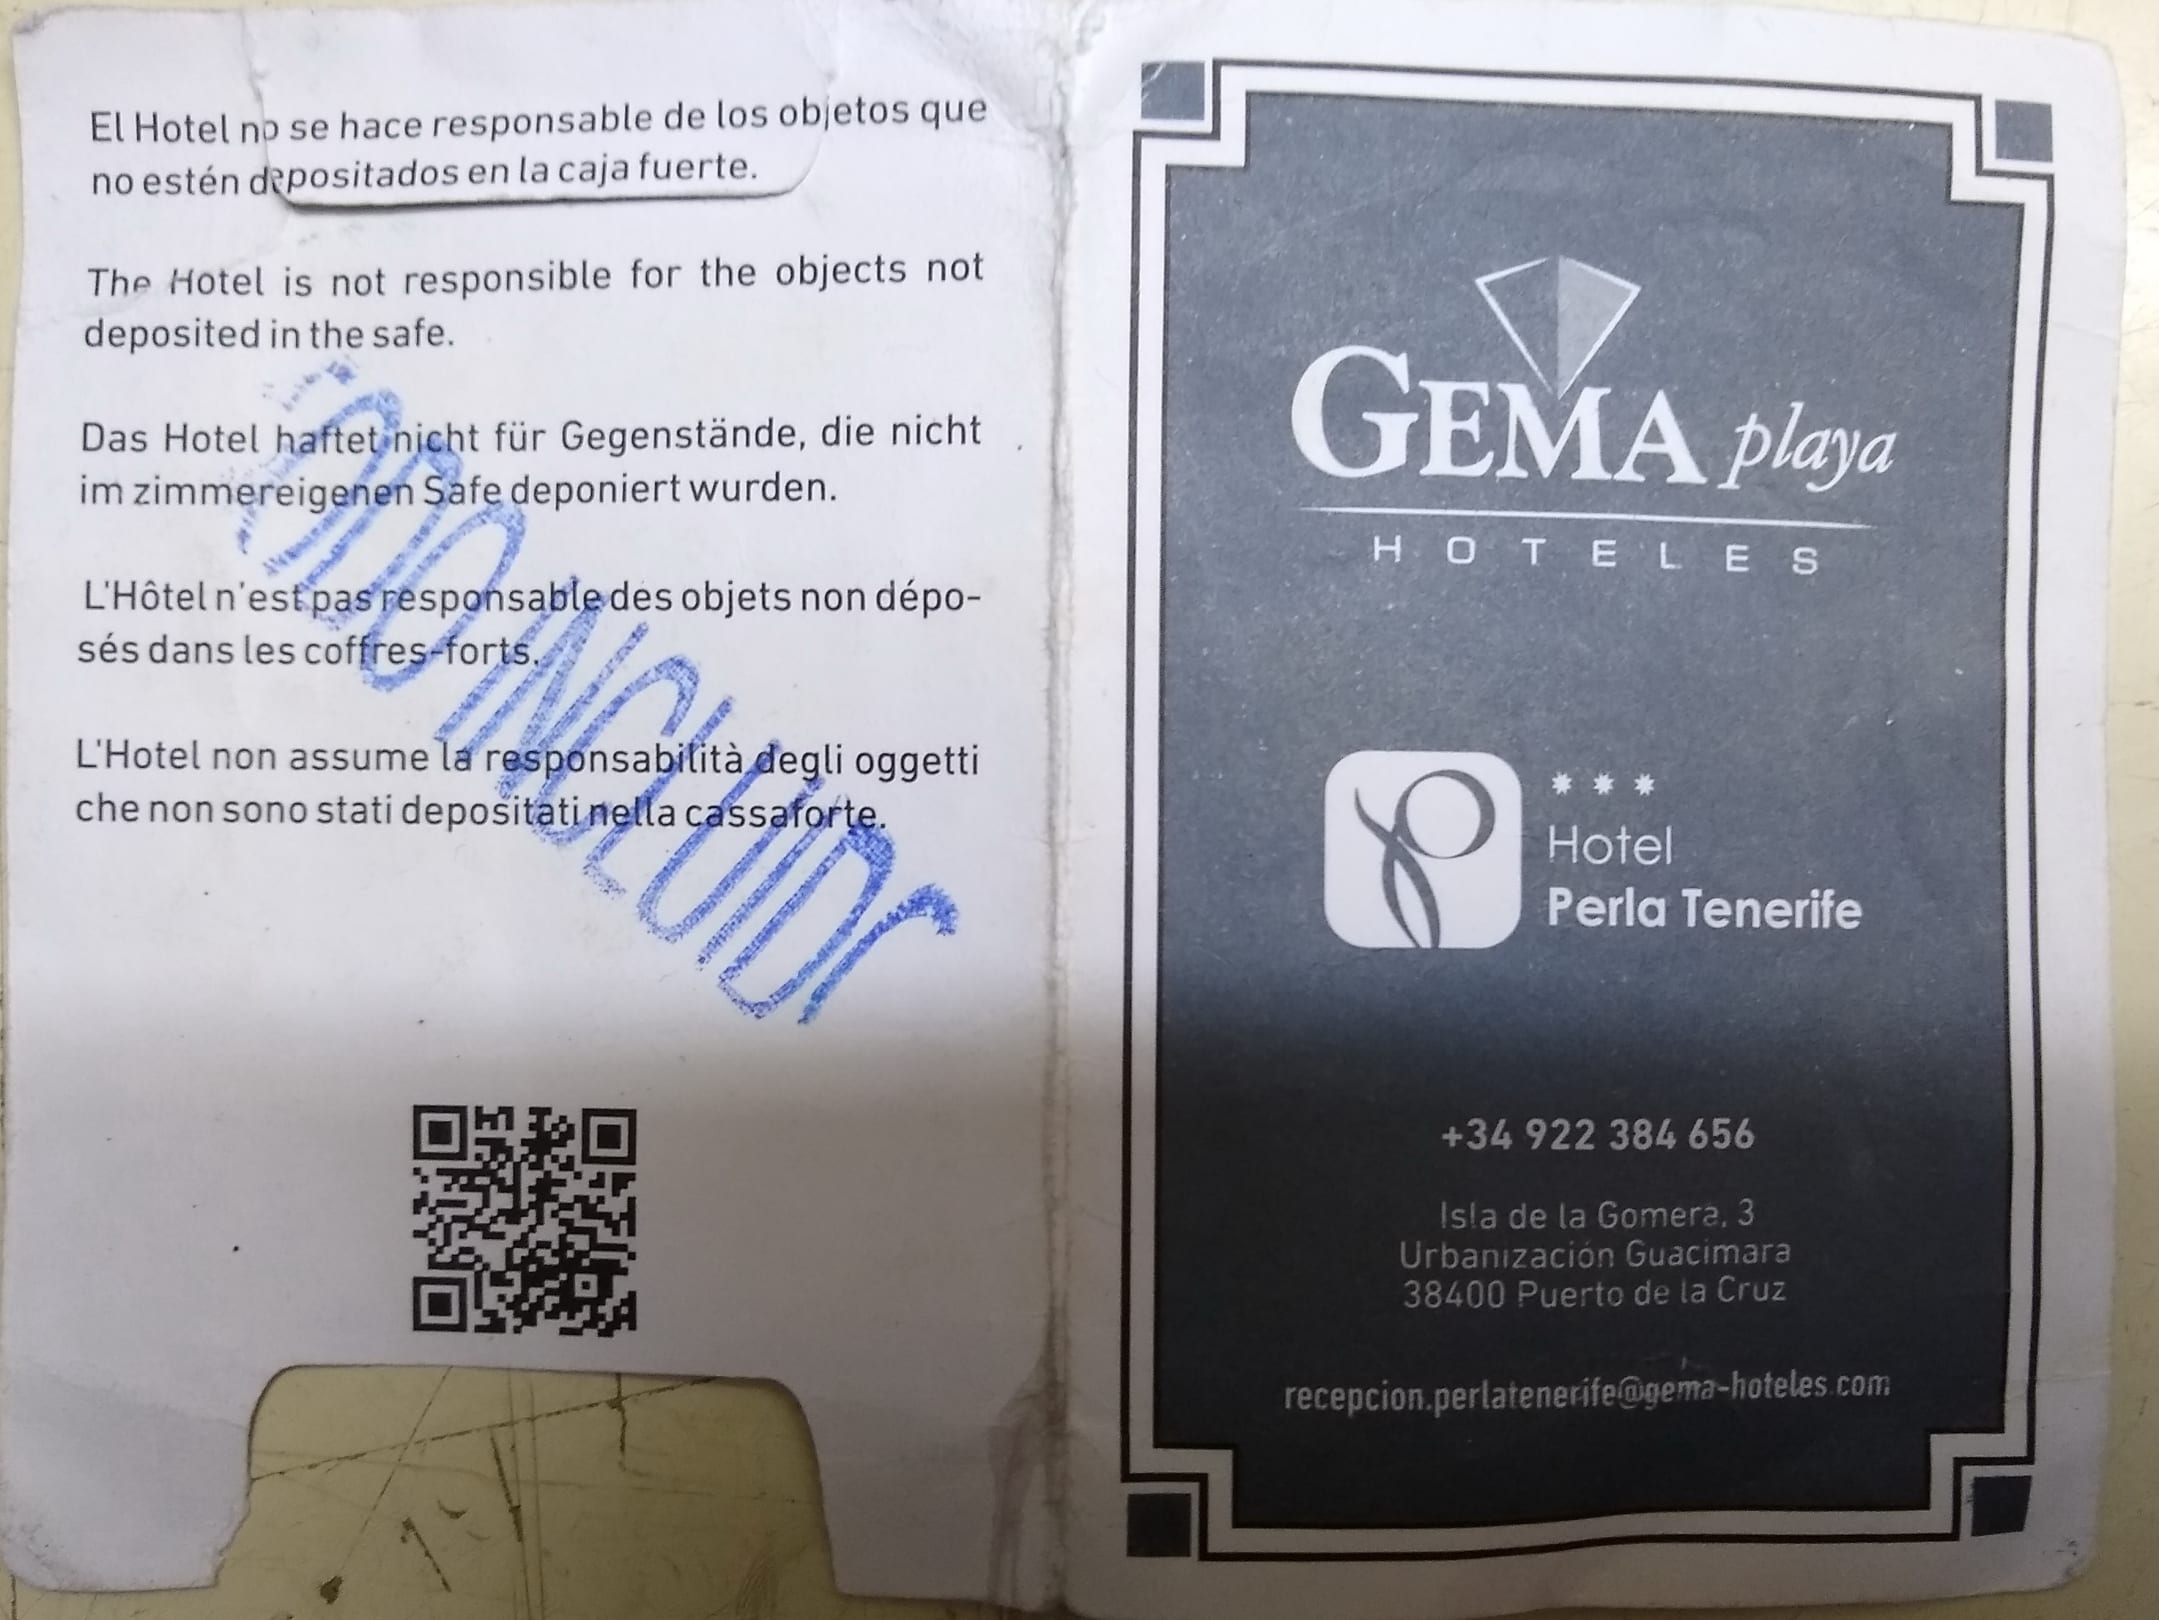 El Hotel no se hace responsable de los objetos que
no estén depositados en la caja fuerte.
The Hotel is not responsible for the objects not
deposited in the safe.
Das Hotel haftet nicht für Gegenstände, die nicht
im zimmereigenen Safe deponiert wurden.
L'Hôtel n'est pas responsable des objets non dépo-
sés dans les coffres-forts.
L'Hotel non assume la responsabilità degli oggetti
che non sono stati depositati nella cassaforte.
TODO INCLUIDO
GEMA playa
HOTELES
Hotel
Perla Tenerife
+34 922 384 656
Isla de la Gomera, 3
Urbanización Guacimara
38400 Puerto de la Cruz
recepcion.perlatenerife@gema-hoteles.com